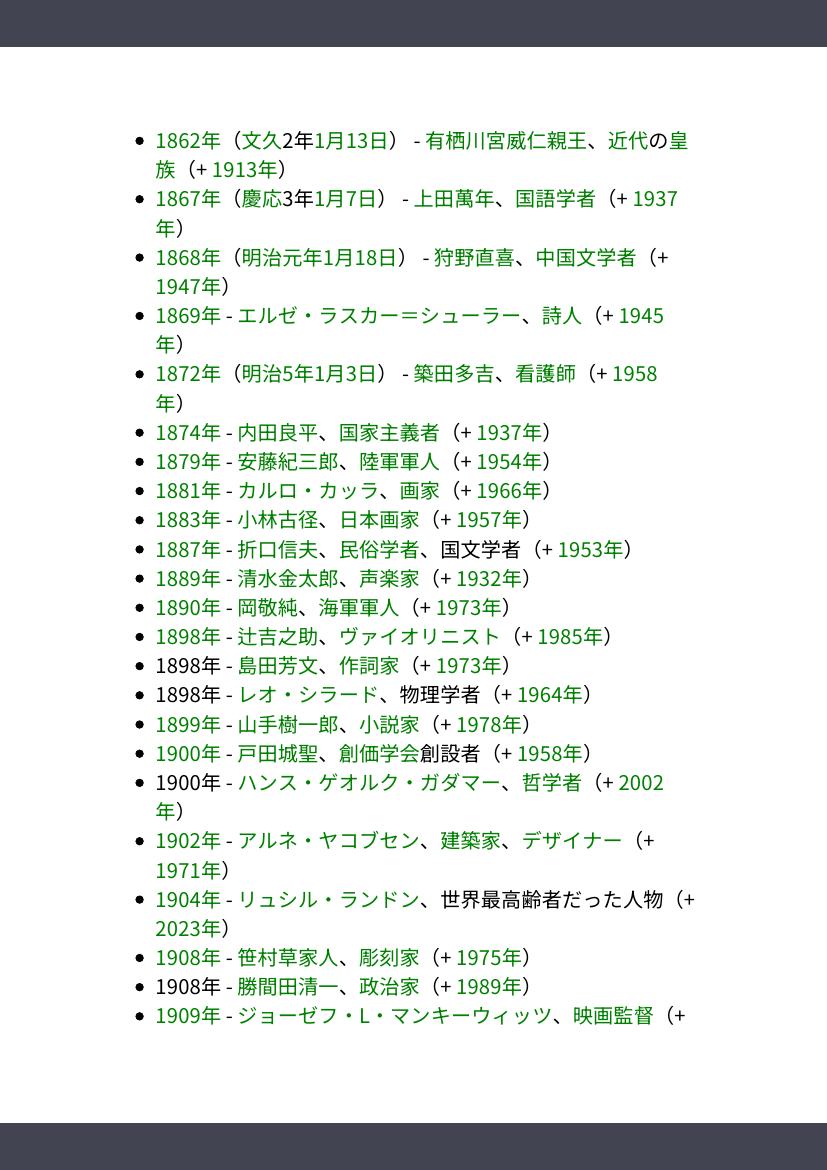 • 1862年（文久2年1月13日） - 有栖川宮威仁親王、近代の皇
族（+ 1913年）
• 1867年（慶応3年1月7日） - 上田萬年、国語学者（+ 1937
年）
• 1868年（明治元年1月18日） - 狩野直喜、中国文学者（+
1947年）
• 1869年 - エルゼ・ラスカー＝シューラー、詩人（+ 1945
年）
• 1872年（明治5年1月3日） - 築田多吉、看護師（+ 1958
年）
• 1874年 - 内田良平、国家主義者（+ 1937年）
• 1879年 - 安藤紀三郎、陸軍軍人（+ 1954年）
• 1881年 - カルロ・カッラ、画家（+ 1966年）
• 1883年 - 小林古径、日本画家（+ 1957年）
• 1887年 - 折口信夫、民俗学者、国文学者（+ 1953年）
• 1889年 - 清水金太郎、声楽家（+ 1932年）
• 1890年 - 岡敬純、海軍軍人（+ 1973年）
• 1898年 - 辻吉之助、ヴァイオリニスト（+ 1985年）
• 1898年 - 島田芳文、作詞家（+ 1973年）
• 1898年 - レオ・シラード、物理学者（+ 1964年）
• 1899年 - 山手樹一郎、小説家（+ 1978年）
• 1900年 - 戸田城聖、創価学会創設者（+ 1958年）
• 1900年 - ハンス・ゲオルク・ガダマー、哲学者（+ 2002
年）
• 1902年 - アルネ・ヤコブセン、建築家、デザイナー（+
1971年）
• 1904年 - リュシル・ランドン、世界最高齢者だった人物（+
2023年）
• 1908年 - 笹村草家人、彫刻家（+ 1975年）
• 1908年 - 勝間田清一、政治家（+ 1989年）
• 1909年 - ジョーゼフ・L・マンキーウィッツ、映画監督（+